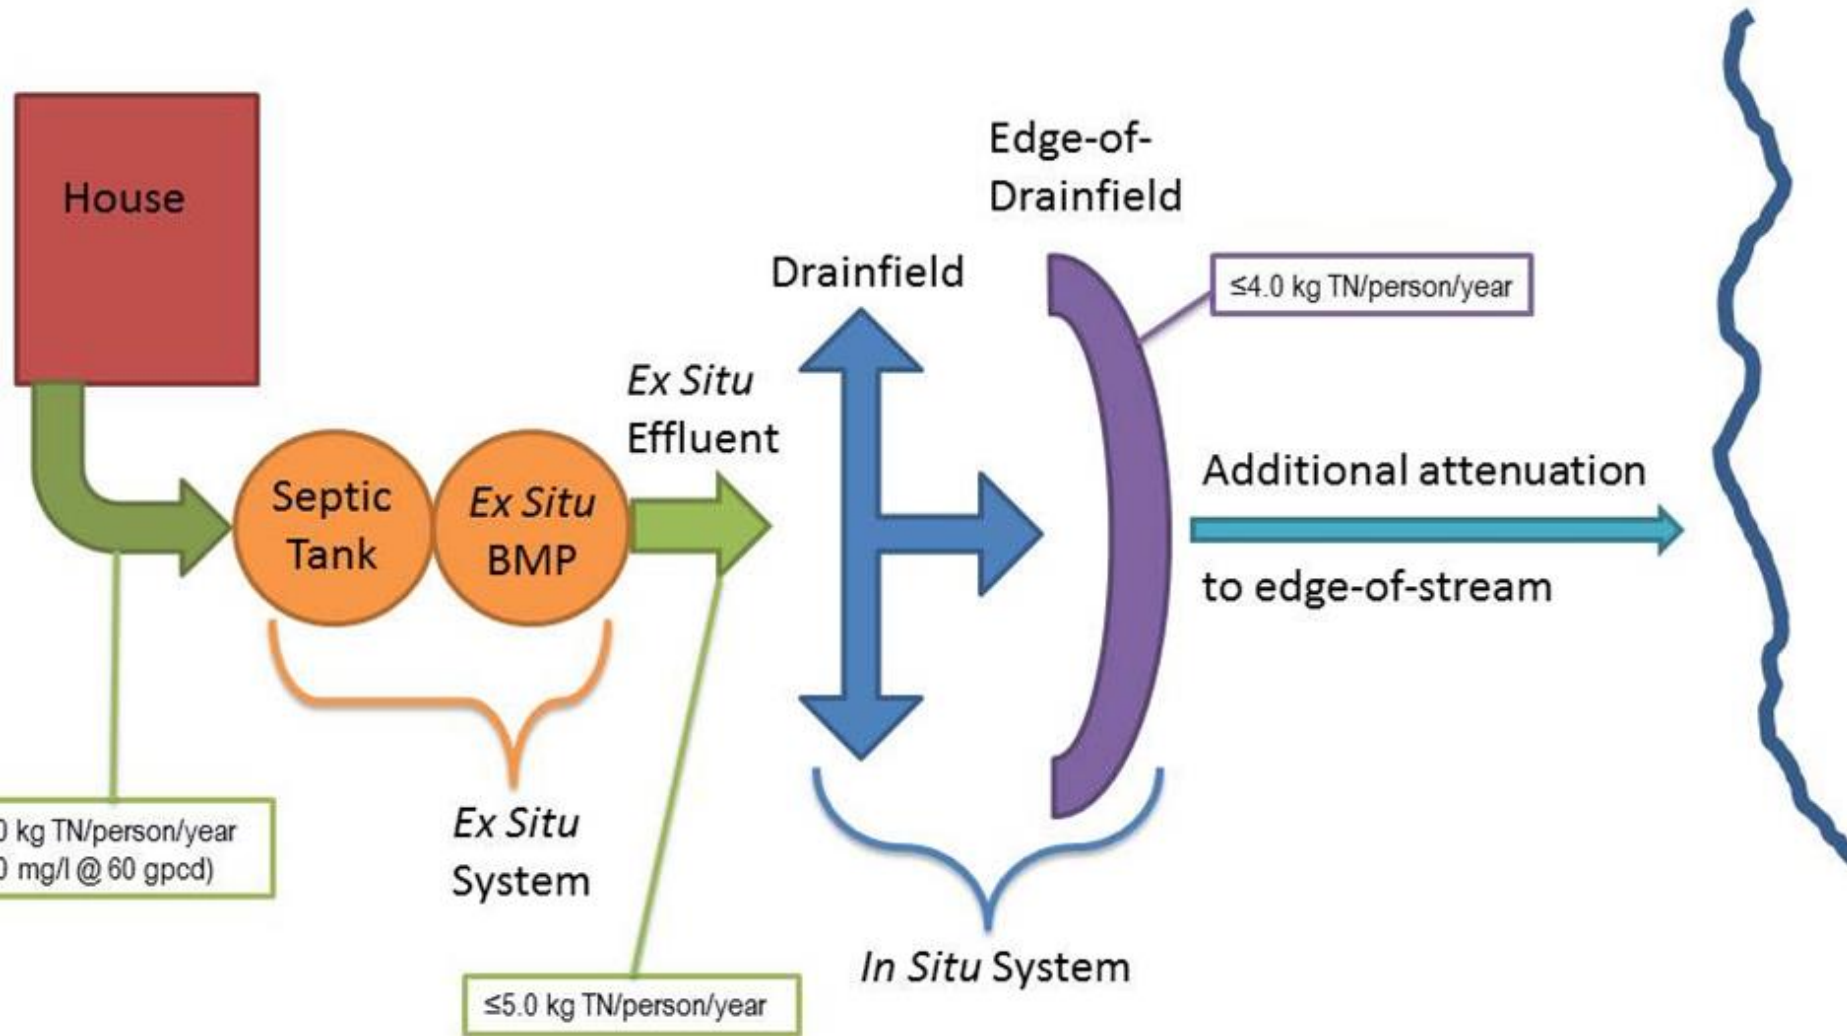 House
Edge-of-
Drainfield
Drainfield
≤4.0 kg TN/person/year
Ex Situ
Effluent
Septic
Tank
Ex Situ
BMP
Additional attenuation
to edge-of-stream
0 kg TN/person/year
0 mg/l @ 60 gpcd)
Ex Situ
System
In Situ System
≤5.0 kg TN/person/year